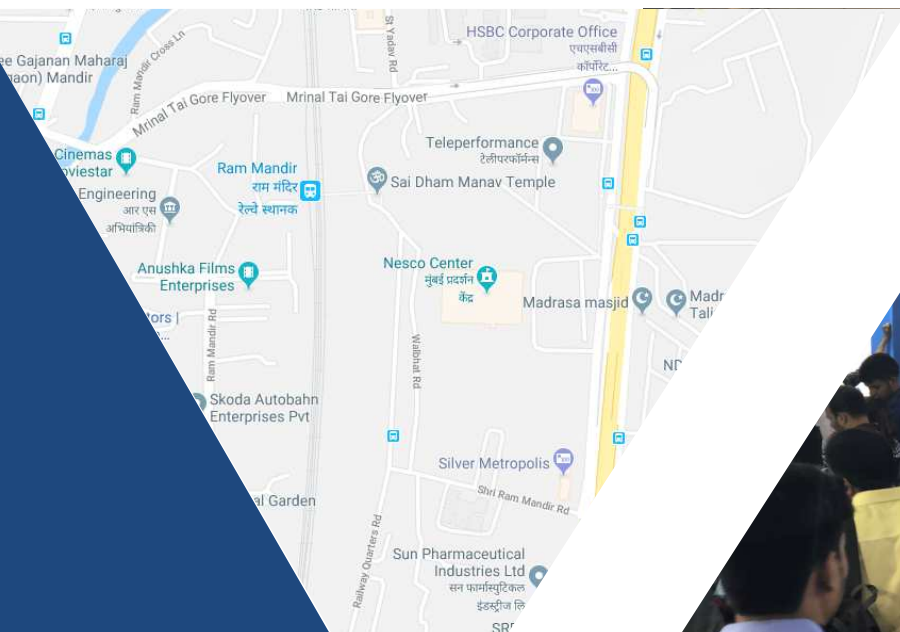 HSBC Corporate Office
एचएसबीसी
कॉर्पोरेट...
St Yadav Rd
Ram Mandir Cross Ln
ee Gajanan Maharaj
gaon) Mandir
Mrinal Tai Gore Flyover
Mrinal Tai Gore Flyover
Teleperformance
टेलीपरफॉर्मन्स
Cinemas
oviestar
Ram Mandir
राम मंदिर
रेल्वे स्थानक
Sai Dham Manav Temple
Engineering
आर एस
अभियांत्रिकी
Nesco Center
मुंबई प्रदर्शन
केंद्र
Anushka Films
Enterprises
Madrasa masjid
Madr
Tali
tors |
...
Ram Mandir Rd
Walbhat Rd
ND
Skoda Autobahn
Enterprises Pvt
Silver Metropolis
Shri Ram Mandir Rd
al Garden
Railway Quarters Rd
Sun Pharmaceutical
Industries Ltd
सन फार्मास्युटिकल
इंडस्ट्रीज लि